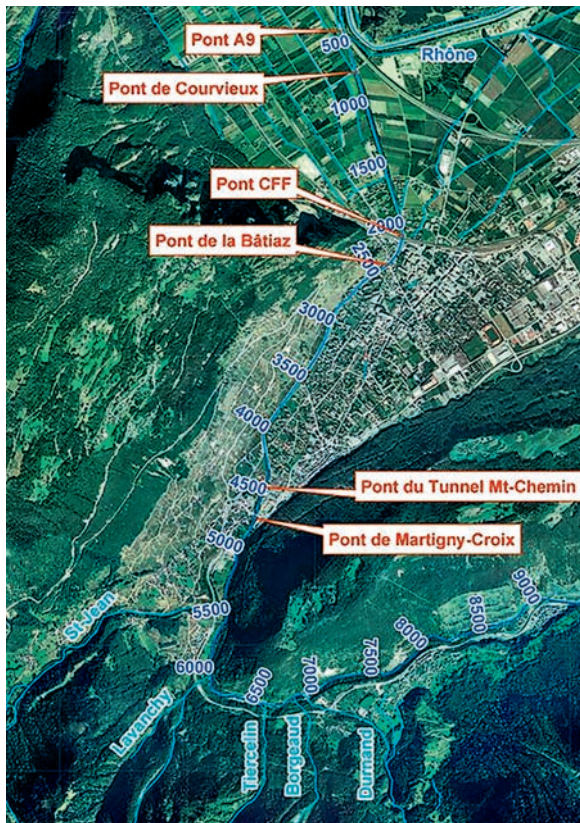 Pont A9
500
Rhône
Pont de Courvieux
1000
1500
Pont CFF
2000
Pont de la Bâtiaz
2500
3000
3500
4000
4500
Pont du Tunnel Mt-Chemin
5000
Pont de Martigny-Croix
5500
St-Jean
6000
Lavanchy
6500
Tiercelin
7000
Borgeaud
7500
Durnand
8000
8500
9000